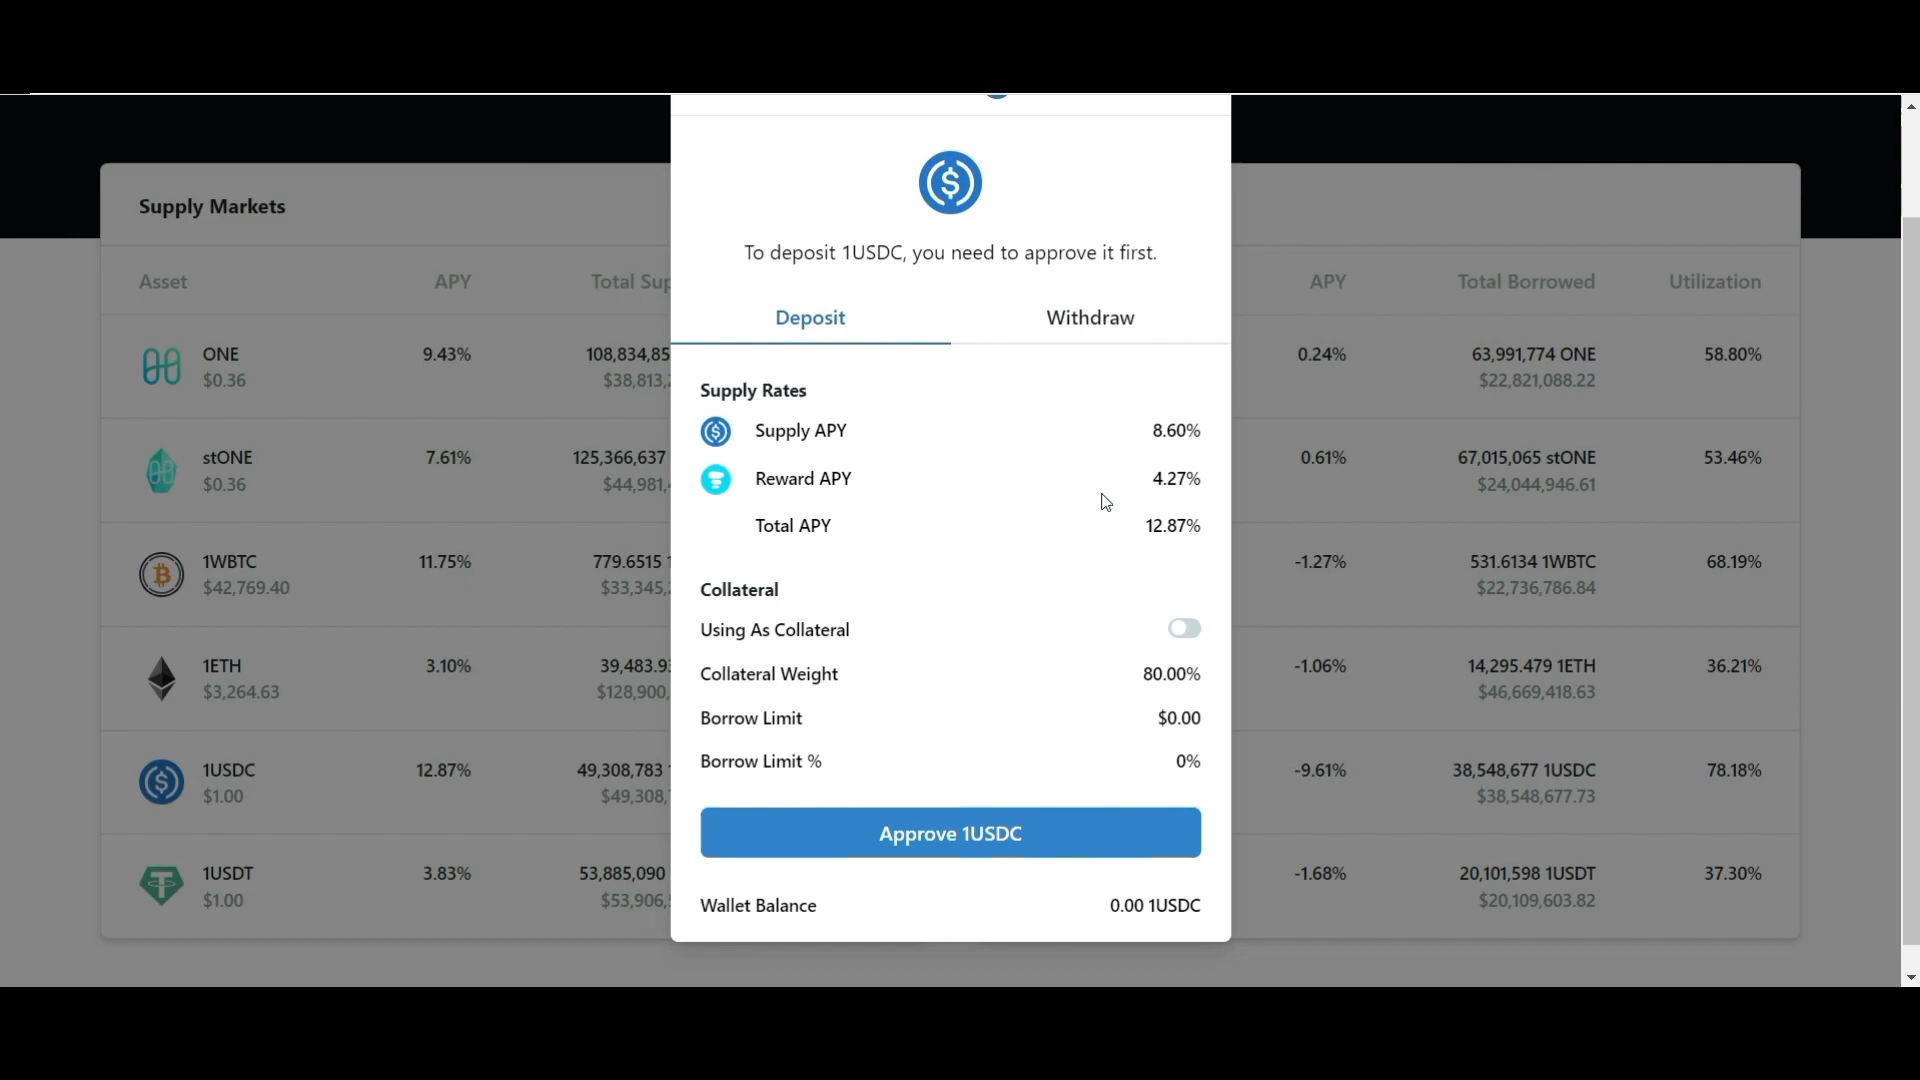 To deposit 1USDC, you need to approve it first.
Deposit Withdraw
Supply Rates
Supply APY 8.60%
Reward APY 4.27%
Total APY 12.87%
Collateral
Using As Collateral
Collateral Weight 80.00%
Borrow Limit $0.00
Borrow Limit % 0%
Approve 1USDC
Wallet Balance 0.00 1USDC
Supply Markets
Asset APY Total
ONE 9.43%
$0.36
stONE 7.61% 125,366,637
$0.36
1WBTC 11.75% 779.6515
$42,769.40
1ETH 3.10%
$3,264.63
1USDC 12.87% 49,308,783
$1.00
1USDT 3.83% 53,885,090
$1.00
APY Total Borrowed Utilization
0.24% 63,991,774 ONE 58.80%
$22,821,088.22
0.61% 67,015,065 stONE 53.46%
$24,044,946.61
-1.27% 531.6134 1WBTC 68.19%
$22,736,786.84
-1.06% 14,295.479 1ETH 36.21%
$46,669,418.63
-9.61% 38,548,677 1USDC 78.18%
$38,548,677.73
-1.68% 20,101,598 1USDT 37.30%
$20,109,603.82